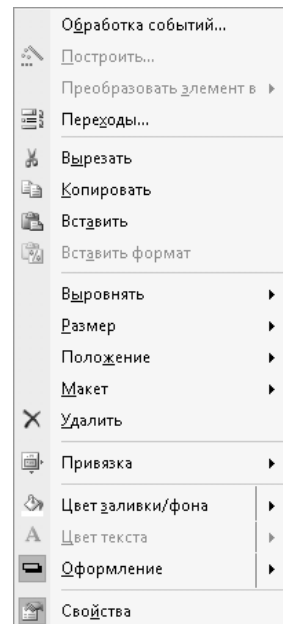 Обработка событий...
Построить...
Преобразовать элемент в
Переходы...
Вырезать
Копировать
Вставить
Вставить формат
Выровнять
Размер
Положение
Макет
Удалить
Привязка
Цвет заливки/фона
А Цвет текста
Оформление
Свойства